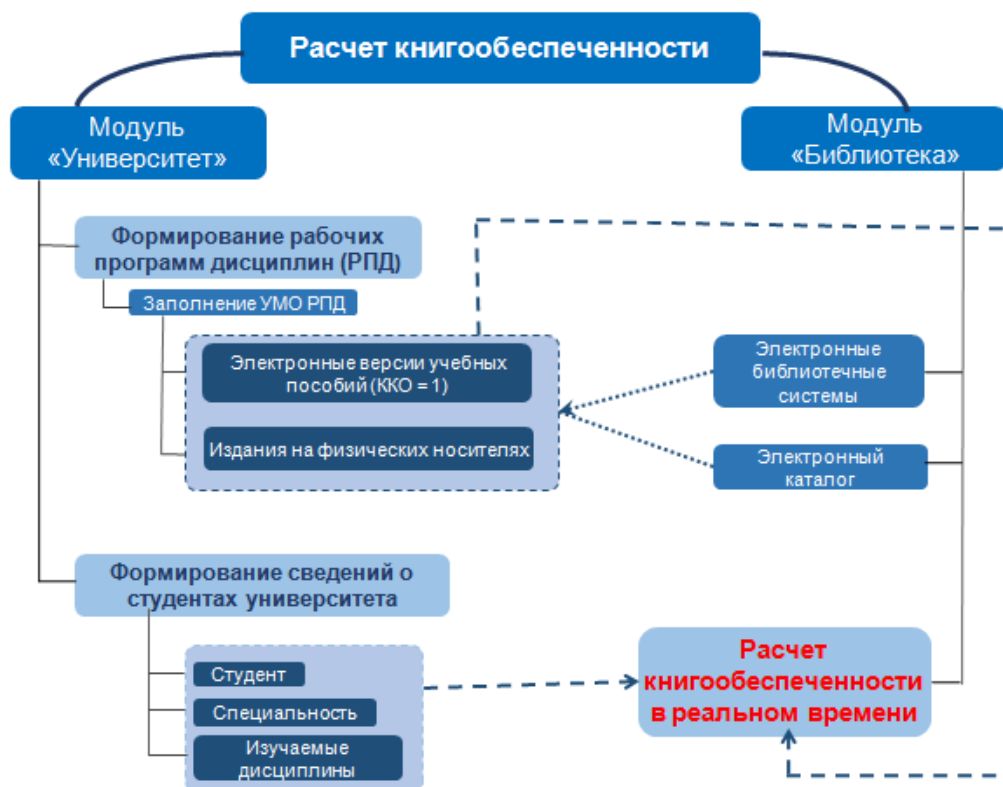 Расчет книгообеспеченности
Модуль
«Университет»
Модуль
«Библиотека»
Формирование рабочих
программ дисциплин (РПД)
Заполнение УМО РПД
Электронные версии учебных
пособий (ККО = 1)
Издания на физических носителях
Электронные
библиотечные
системы
Электронный
каталог
Формирование сведений о
студентах университета
Студент
Специальность
Изучаемые
дисциплины
Расчет
книгообеспеченности
в реальном времени